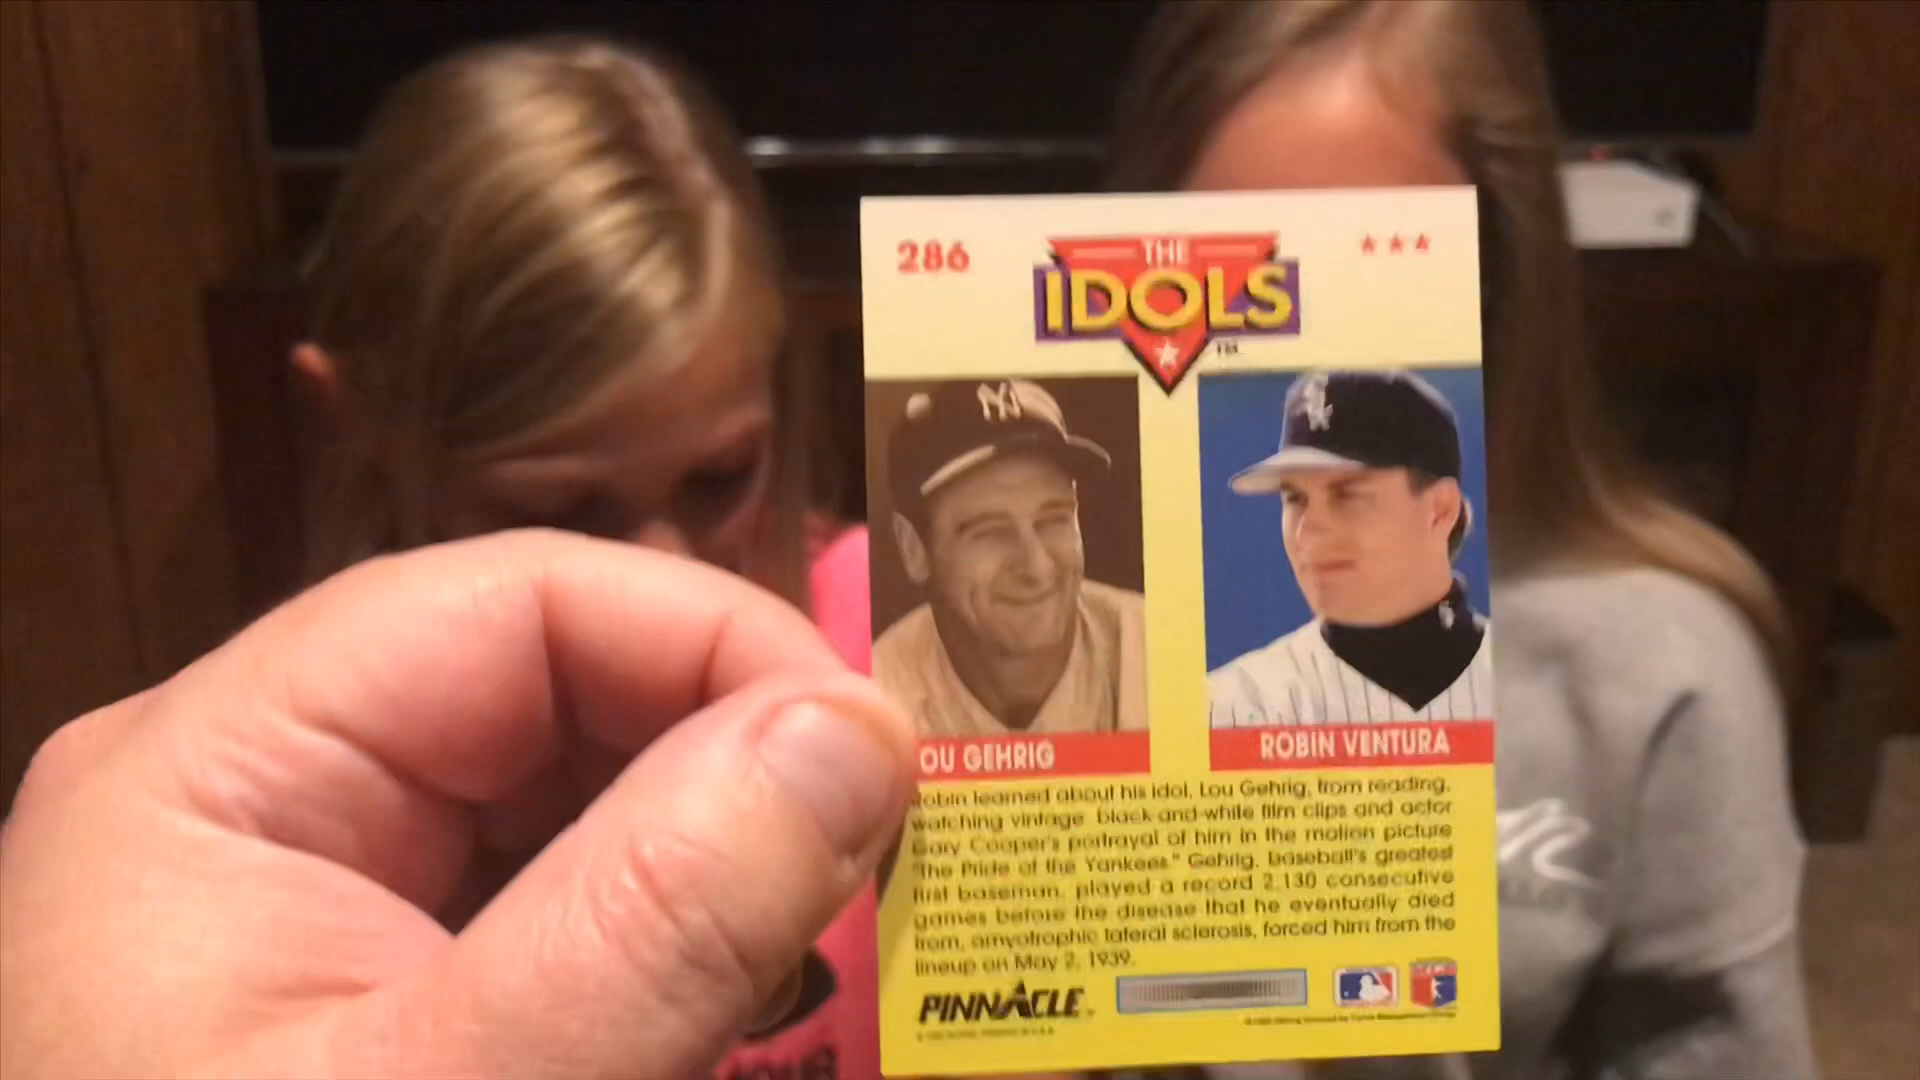 286
THE
IDOLS
TM
OU GEHRIG
ROBIN VENTURA
Robin learned about his idol, Lou Gehrig, from reading,
watching vintage black-and-white film clips and actor
Gary Cooper's portrayal of him in the motion picture
"The Pride of the Yankees." Gehrig, baseball's greatest
first baseman, played a record 2,130 consecutive
games before the disease that he eventually died
from, amyotrophic lateral sclerosis, forced him from the
lineup on May 2, 1939.
PINNACLE